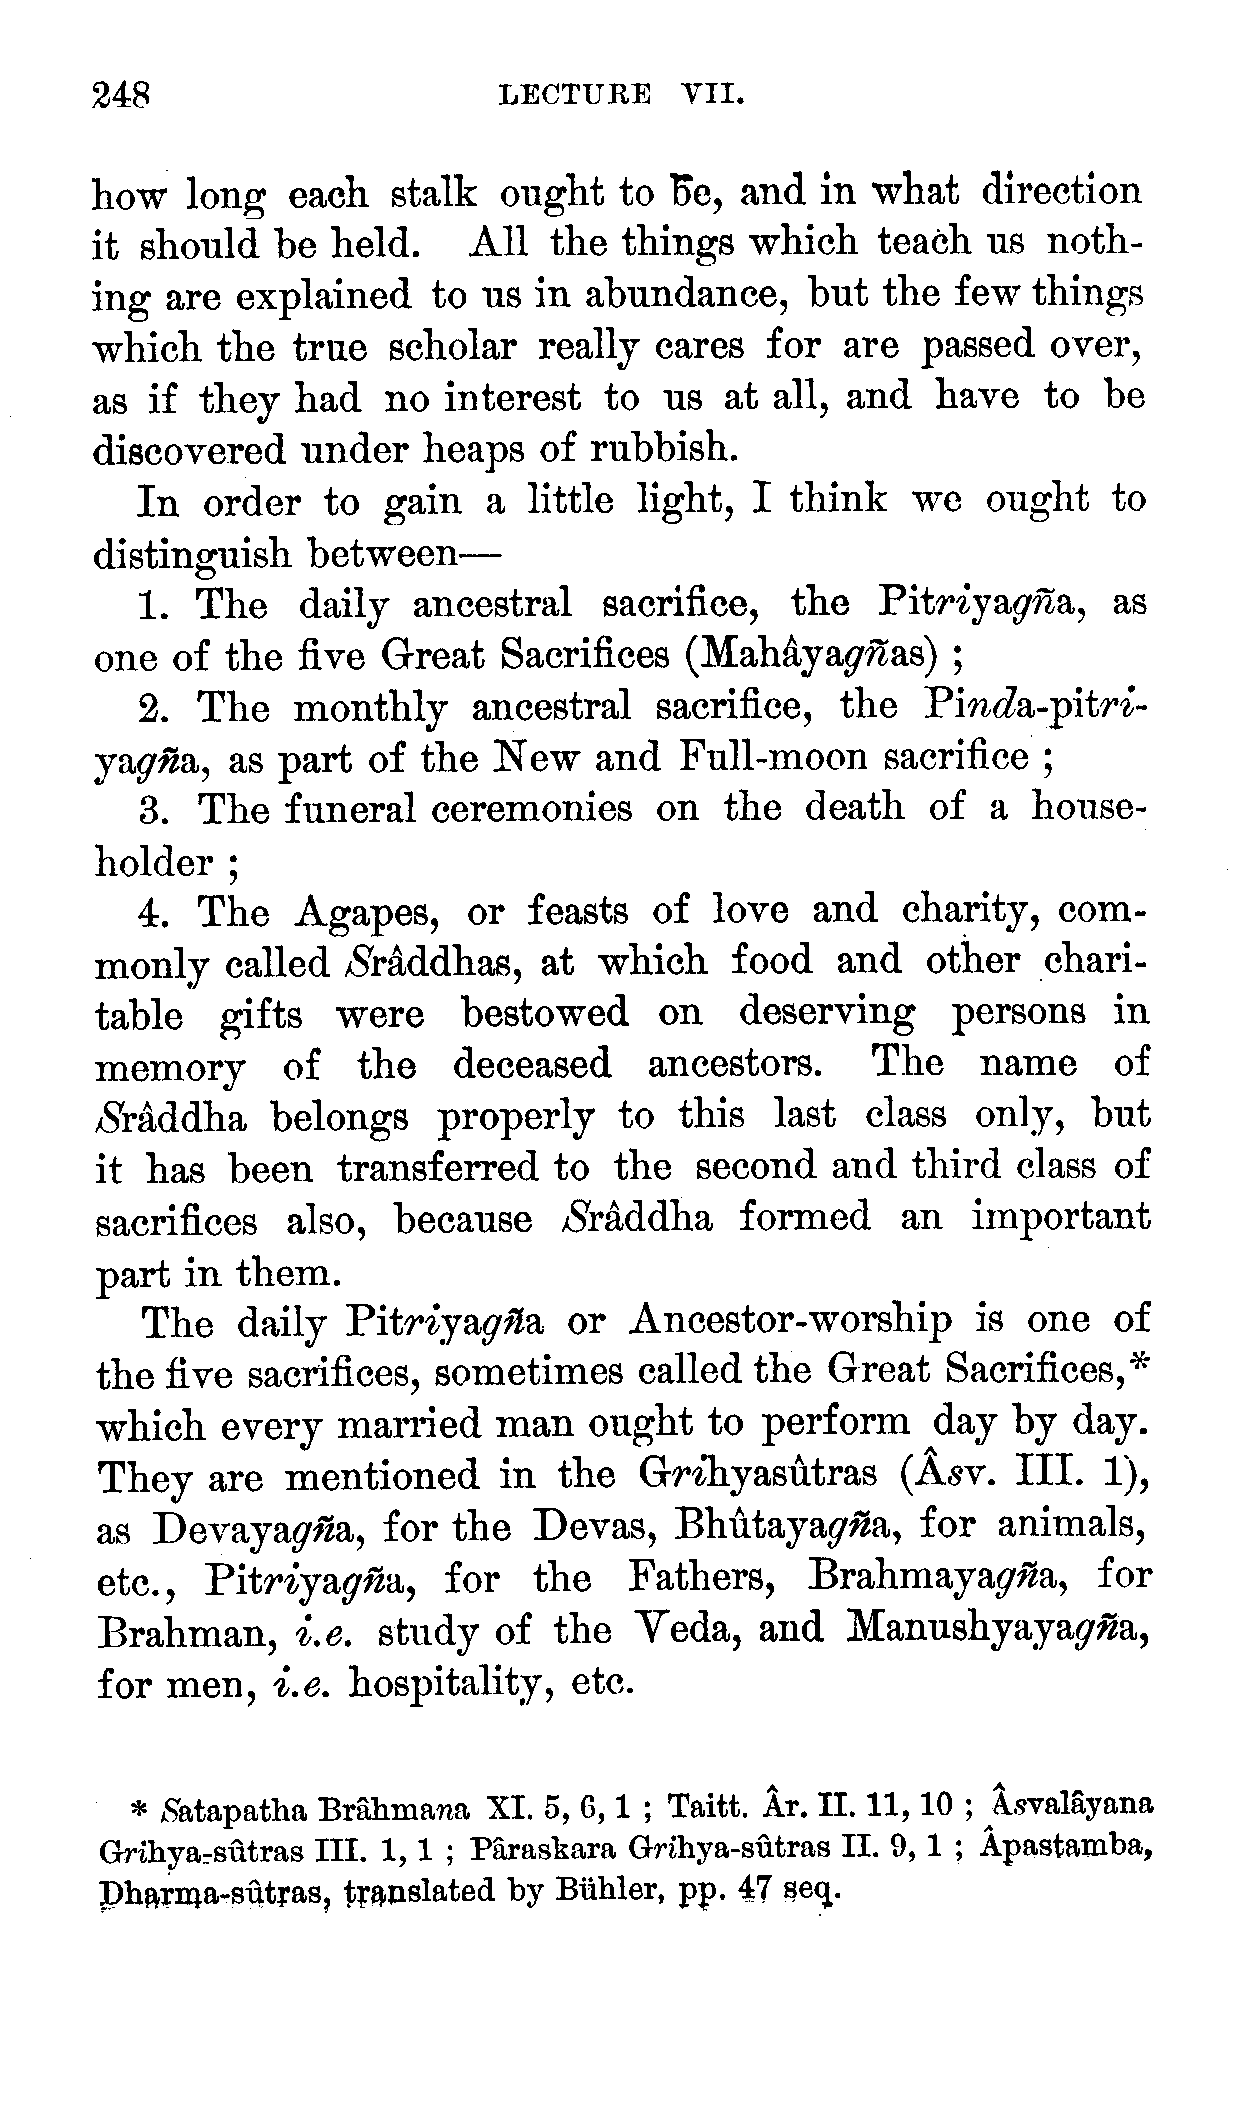 248 LECTURE VII.
how long each stalk ought to be, and in what direction
it should be held. All the things which teach us noth-
ing are explained to us in abundance, but the few things
which the true scholar really cares for are passed over,
as if they had no interest to us at all, and have to be
discovered under heaps of rubbish.
In order to gain a little light, I think we ought to
distinguish between—
1. The daily ancestral sacrifice, the Pitriyagña, as
one of the five Great Sacrifices (Mahâyagñas) ;
2. The monthly ancestral sacrifice, the Pinda-pitri-
yagña, as part of the New and Full-moon sacrifice ;
3. The funeral ceremonies on the death of a house-
holder ;
4. The Agapes, or feasts of love and charity, com-
monly called Srâddhas, at which food and other chari-
table gifts were bestowed on deserving persons in
memory of the deceased ancestors. The name of
Srâddha belongs properly to this last class only, but
it has been transferred to the second and third class of
sacrifices also, because Srâddha formed an important
part in them.
The daily Pitriyagña or Ancestor-worship is one of
the five sacrifices, sometimes called the Great Sacrifices,*
which every married man ought to perform day by day.
They are mentioned in the Grihyasûtras (Âsv. III. 1),
as Devayagña, for the Devas, Bhûtayagña, for animals,
etc., Pitriyagña, for the Fathers, Brahmayagña, for
Brahman, i.e. study of the Veda, and Manushyayagña,
for men, i.e. hospitality, etc.
* Satapatha Brâhmana XI. 5, 6, 1 ; Taitt. Âr. II. 11, 10 ; Âsvalâyana
Grihya-sûtras III. 1, 1 ; Pâraskara Grihya-sûtras II. 9, 1 ; Âpastamba,
Dharma-sûtras, translated by Bühler, pp. 47 seq.